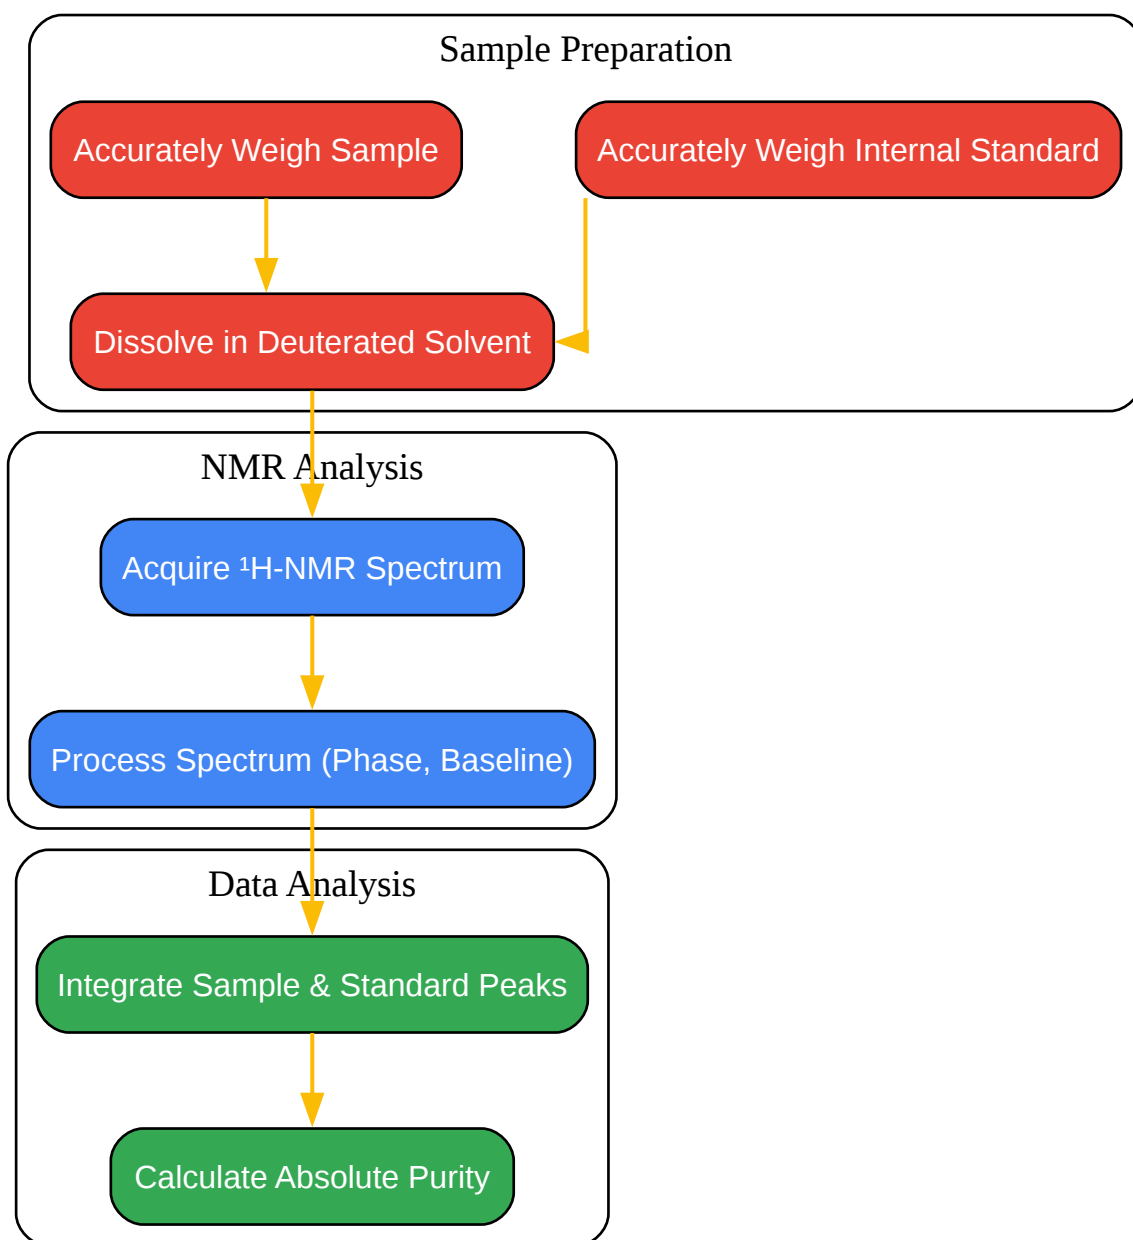 Sample Preparation
Accurately Weigh Sample
Accurately Weigh Internal Standard
Dissolve in Deuterated Solvent
NMR Analysis
Acquire ¹H-NMR Spectrum
Process Spectrum (Phase, Baseline)
Data Analysis
Integrate Sample & Standard Peaks
Calculate Absolute Purity